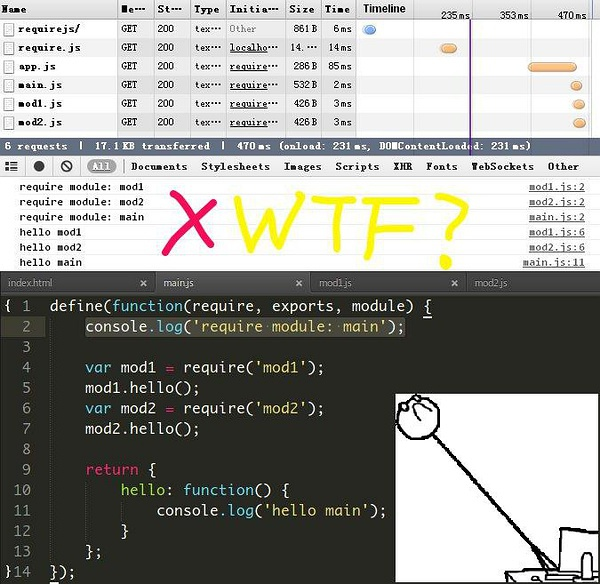 Name Me··· St··· Type Initia··· Size Time Timeline 235 ms 353 ms 470 ms
requirejs/ GET 200 tex··· Other 861 B 6 ms
require.js GET 200 tex··· localho··· 14.··· 14 ms
app.js GET 200 tex··· require··· 286 B 85 ms
main.js GET 200 tex··· require··· 532 B 2 ms
mod1.js GET 200 tex··· require··· 426 B 3 ms
mod2.js GET 200 tex··· require··· 426 B 3 ms
6 requests | 17.1 KB transferred | 470 ms (onload: 231 ms, DOMContentLoaded: 231 ms)
All Documents Stylesheets Images Scripts XHR Fonts WebSockets Other
require module: mod1 mod1.js:2
require module: mod2 mod2.js:2
require module: main main.js:2
hello mod1 mod1.js:6
hello mod2 mod2.js:6
hello main main.js:11
X WTF?
index.html × main.js × mod1.js × mod2.js
{ 1 define(function(require, exports, module) {
2 console.log('require module: main');
3
4 var mod1 = require('mod1');
5 mod1.hello();
6 var mod2 = require('mod2');
7 mod2.hello();
8
9 return {
10 hello: function() {
11 console.log('hello main');
12 }
13 };
}14 });